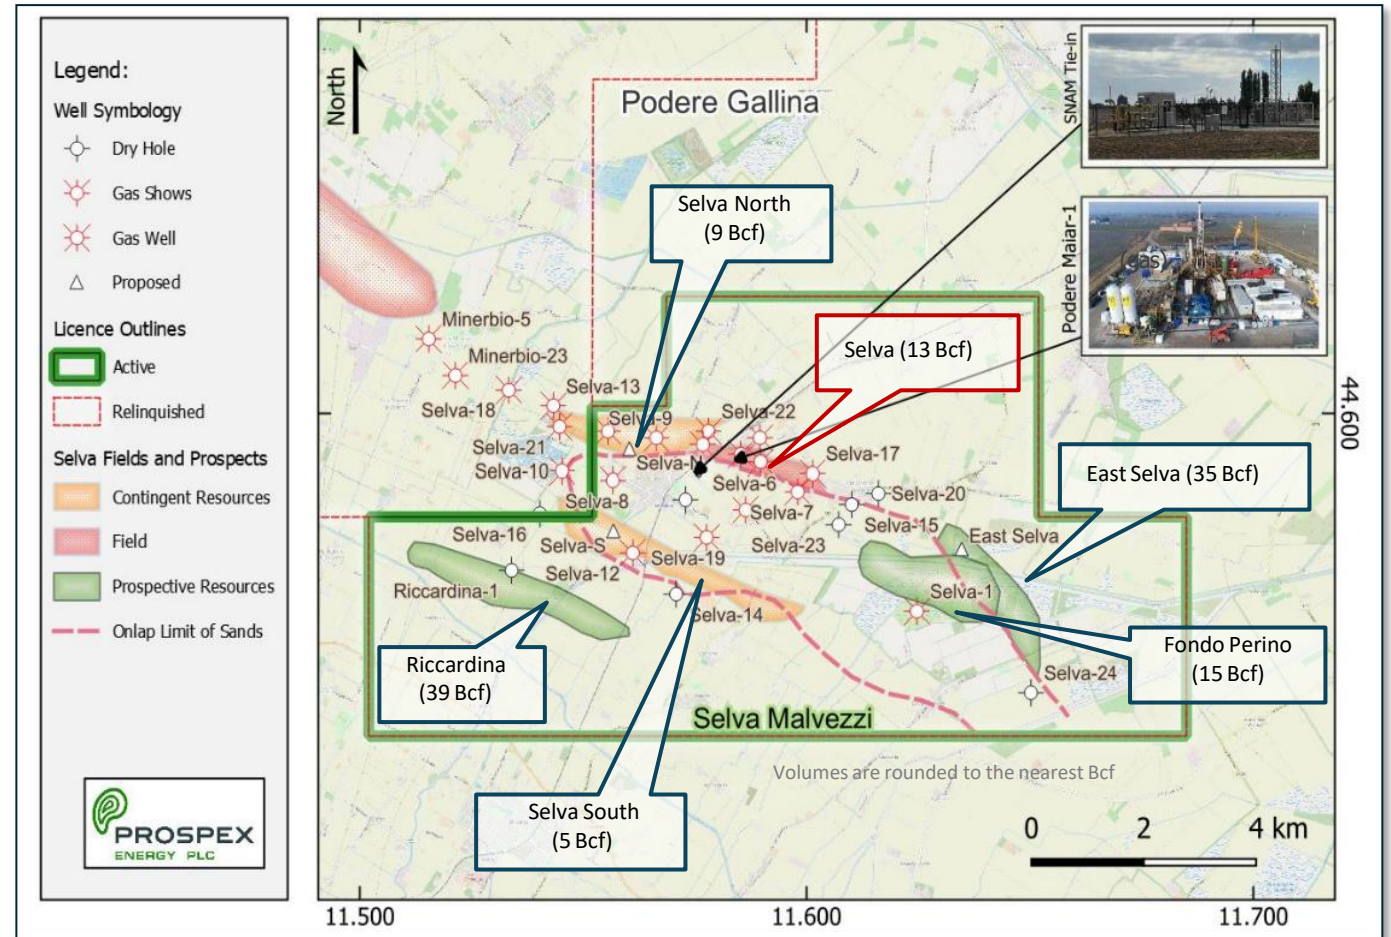 Legend:
Well Symbology
Dry Hole
Gas Shows
Gas Well
Proposed
Licence Outlines
Active
Relinquished
Selva Fields and Prospects
Contingent Resources
Field
Prospective Resources
Onlap Limit of Sands
PROSPEX
ENERGY PLC
North
Podere Gallina
SNAM Tie-in
Podere Maiar-1
(gas)
Selva North
(9 Bcf)
Selva (13 Bcf)
East Selva (35 Bcf)
Fondo Perino
(15 Bcf)
Riccardina
(39 Bcf)
Selva South
(5 Bcf)
Minerbio-5
Minerbio-23
Selva-13
Selva-18
Selva-9
Selva-22
Selva-21
Selva-10
Selva-N
Selva-17
Selva-6
Selva-8
Selva-20
Selva-7
Selva-15
Selva-16
Selva-S
Selva-19
Selva-23
East Selva
Selva-12
Riccardina-1
Selva-1
Selva-14
Selva-24
Selva Malvezzi
Volumes are rounded to the nearest Bcf
0 2 4 km
11.500 11.600 11.700
44.600